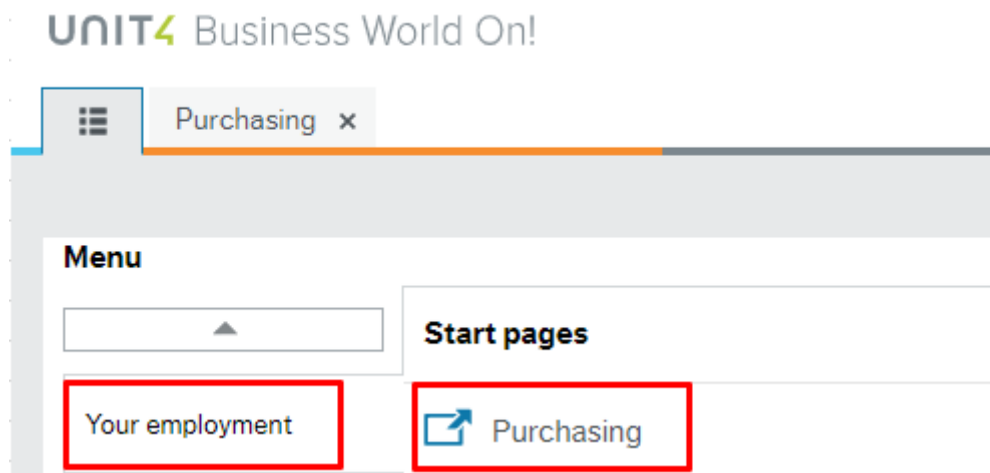 UNIT4 Business World On!
Purchasing ×
Menu
Start pages
Your employment
Purchasing